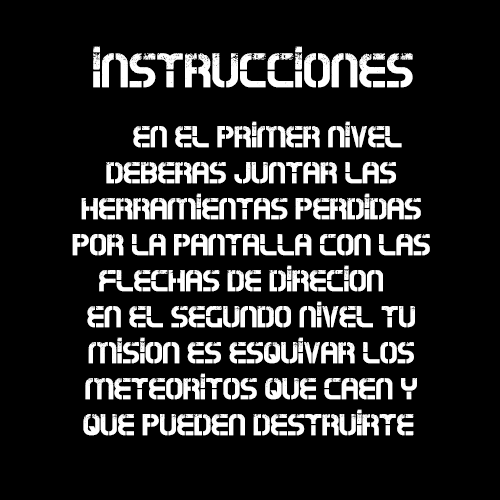 INSTRUCCIONES
EN EL PRIMER NIVEL
DEBERAS JUNTAR LAS
HERRAMIENTAS PERDIDAS
POR LA PANTALLA CON LAS
FLECHAS DE DIRECION
EN EL SEGUNDO NIVEL TU
MISION ES ESQUIVAR LOS
METEORITOS QUE CAEN Y
QUE PUEDEN DESTRUIRTE